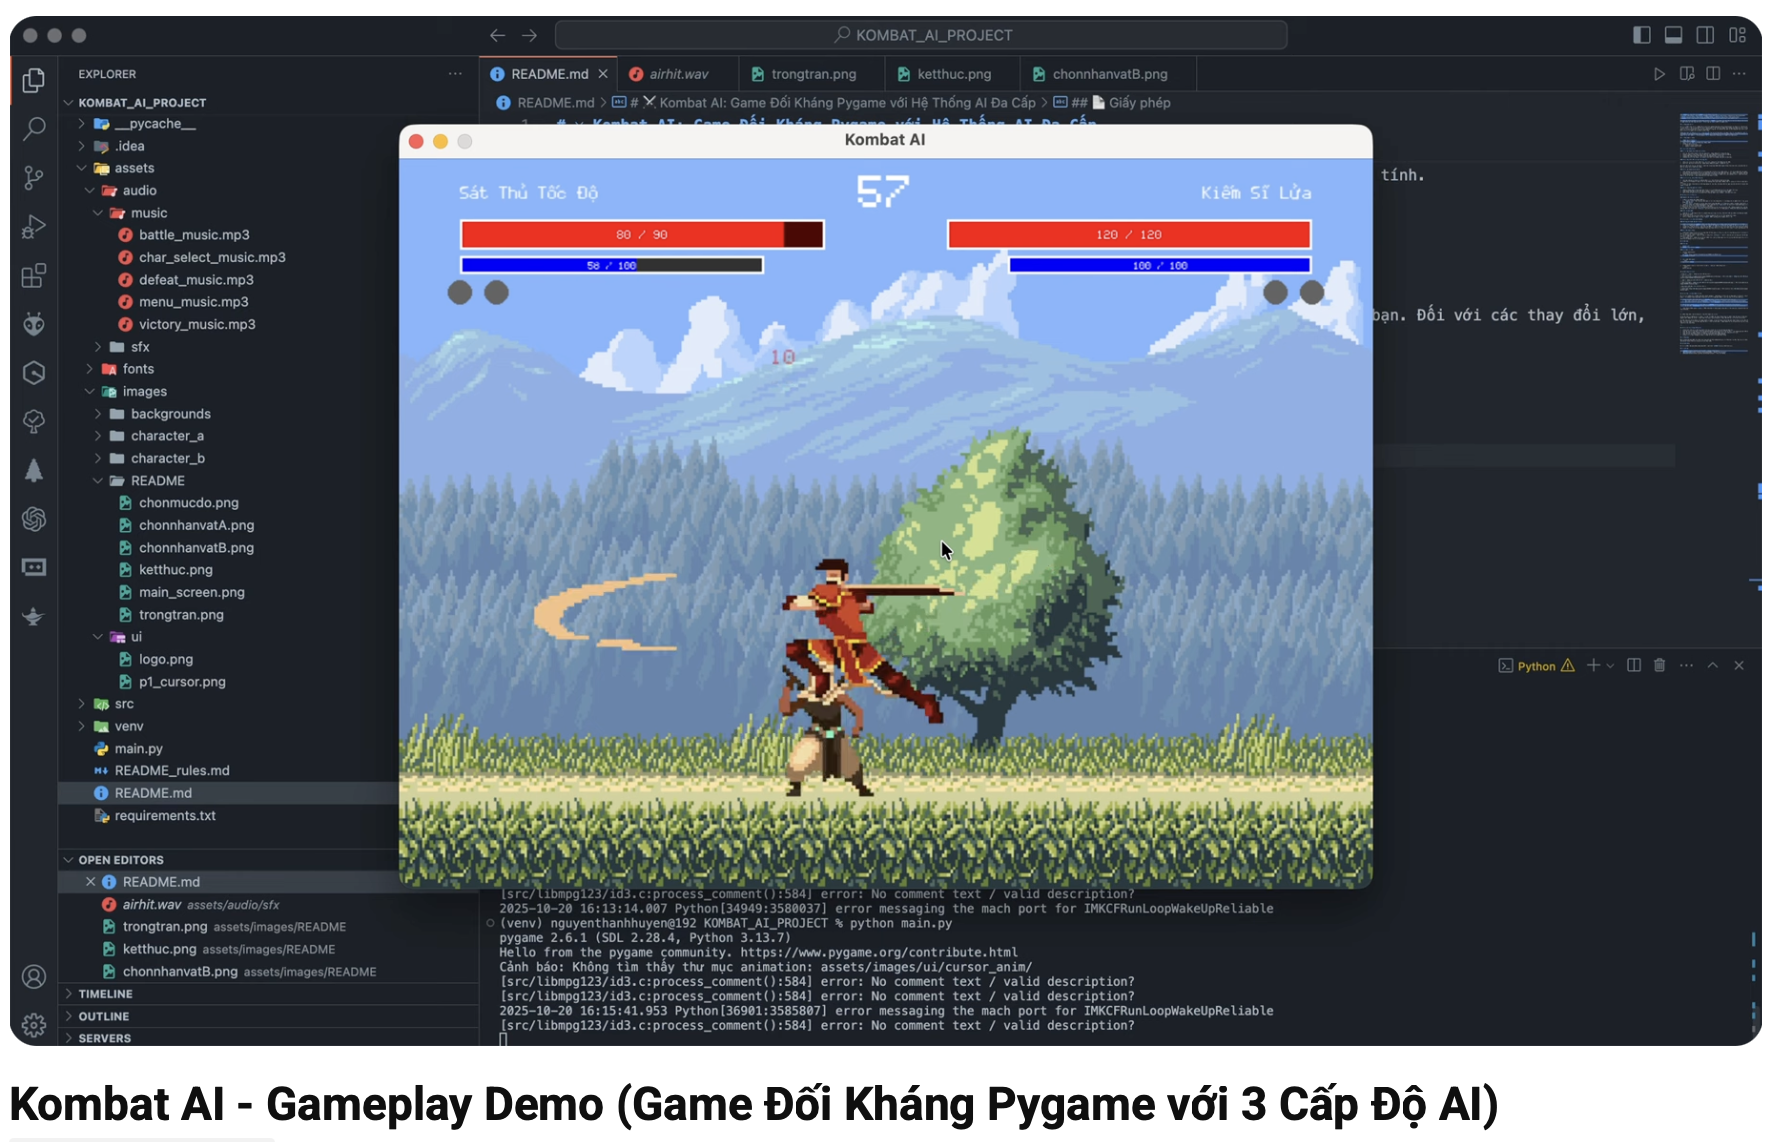 KOMBAT_AI_PROJECT
EXPLORER
KOMBAT_AI_PROJECT
__pycache__
.idea
assets
audio
music
battle_music.mp3
char_select_music.mp3
defeat_music.mp3
menu_music.mp3
victory_music.mp3
sfx
fonts
images
backgrounds
character_a
character_b
README
chonmucdo.png
chonnhanvatA.png
chonnhanvatB.png
ketthuc.png
main_screen.png
trongtran.png
ui
logo.png
p1_cursor.png
src
venv
main.py
README_rules.md
README.md
requirements.txt
OPEN EDITORS
README.md
airhit.wav assets/audio/sfx
trongtran.png assets/images/README
ketthuc.png assets/images/README
chonnhanvatB.png assets/images/README
TIMELINE
OUTLINE
SERVERS
README.md airhit.wav trongtran.png ketthuc.png chonnhanvatB.png
README.md > # Kombat AI: Game Đối Kháng Pygame với Hệ Thống AI Đa Cấp > ## Giấy phép
1 # Kombat AI: Game Đối Kháng Pygame với Hệ Thống AI Đa Cấp
tính.
bạn. Đối với các thay đổi lớn,
Kombat AI
Sát Thủ Tốc Độ 57 Kiếm Sĩ Lửa
80 / 90 120 / 120
58 / 100 100 / 100
10
Python
[src/libmpg123/id3.c:process_comment():584] error: No comment text / valid description?
2025-10-20 16:13:14.007 Python[34949:3580037] error messaging the mach port for IMKCFRunLoopWakeUpReliable
(venv) nguyenthanhhuyen@192 KOMBAT_AI_PROJECT % python main.py
pygame 2.6.1 (SDL 2.28.4, Python 3.13.7)
Hello from the pygame community. https://www.pygame.org/contribute.html
Cảnh báo: Không tìm thấy thư mục animation: assets/images/ui/cursor_anim/
[src/libmpg123/id3.c:process_comment():584] error: No comment text / valid description?
[src/libmpg123/id3.c:process_comment():584] error: No comment text / valid description?
2025-10-20 16:15:41.953 Python[36901:3585807] error messaging the mach port for IMKCFRunLoopWakeUpReliable
[src/libmpg123/id3.c:process_comment():584] error: No comment text / valid description?
Kombat AI - Gameplay Demo (Game Đối Kháng Pygame với 3 Cấp Độ AI)